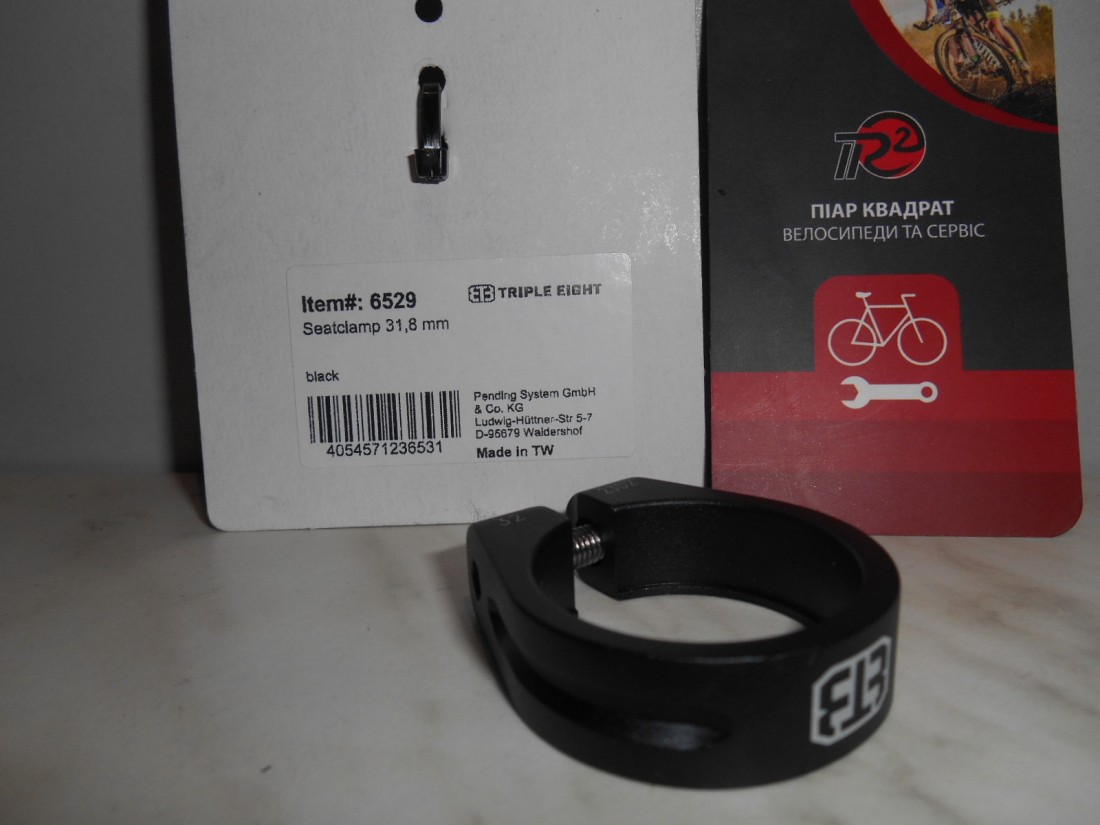 Item#: 6529
TRIPLE EIGHT
Seatclamp 31,8 mm
black
Pending System GmbH
& Co. KG
Ludwig-Hüttner-Str 5-7
D-95679 Waldershof
4054571236531
Made in TW
R2
ПІАР КВАДРАТ
ВЕЛОСИПЕДИ ТА СЕРВІС